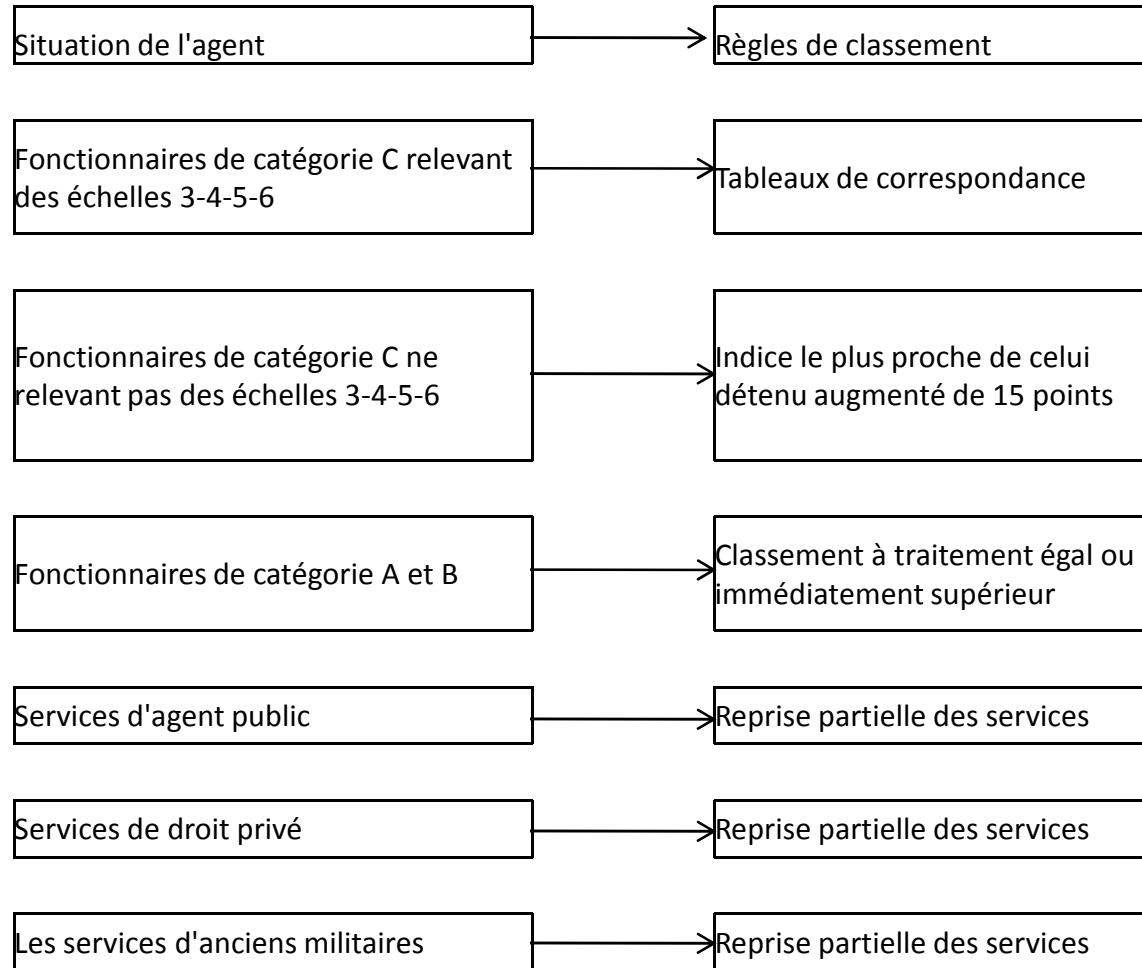 Situation de l'agent
Règles de classement
Fonctionnaires de catégorie C relevant
des échelles 3-4-5-6
Tableaux de correspondance
Fonctionnaires de catégorie C ne
relevant pas des échelles 3-4-5-6
Indice le plus proche de celui
détenu augmenté de 15 points
Fonctionnaires de catégorie A et B
Classement à traitement égal ou
immédiatement supérieur
Services d'agent public
Reprise partielle des services
Services de droit privé
Reprise partielle des services
Les services d'anciens militaires
Reprise partielle des services